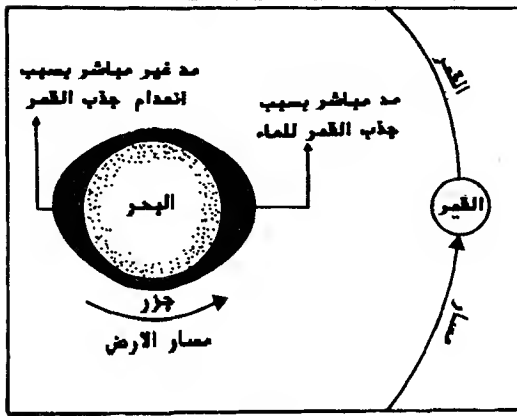 مد غير مباشر بسبب
انعدام جذب القمر
مد مباشر بسبب
جذب القمر للماء
القمر
القمر
البحر
جزر
مسار الارض
مسار